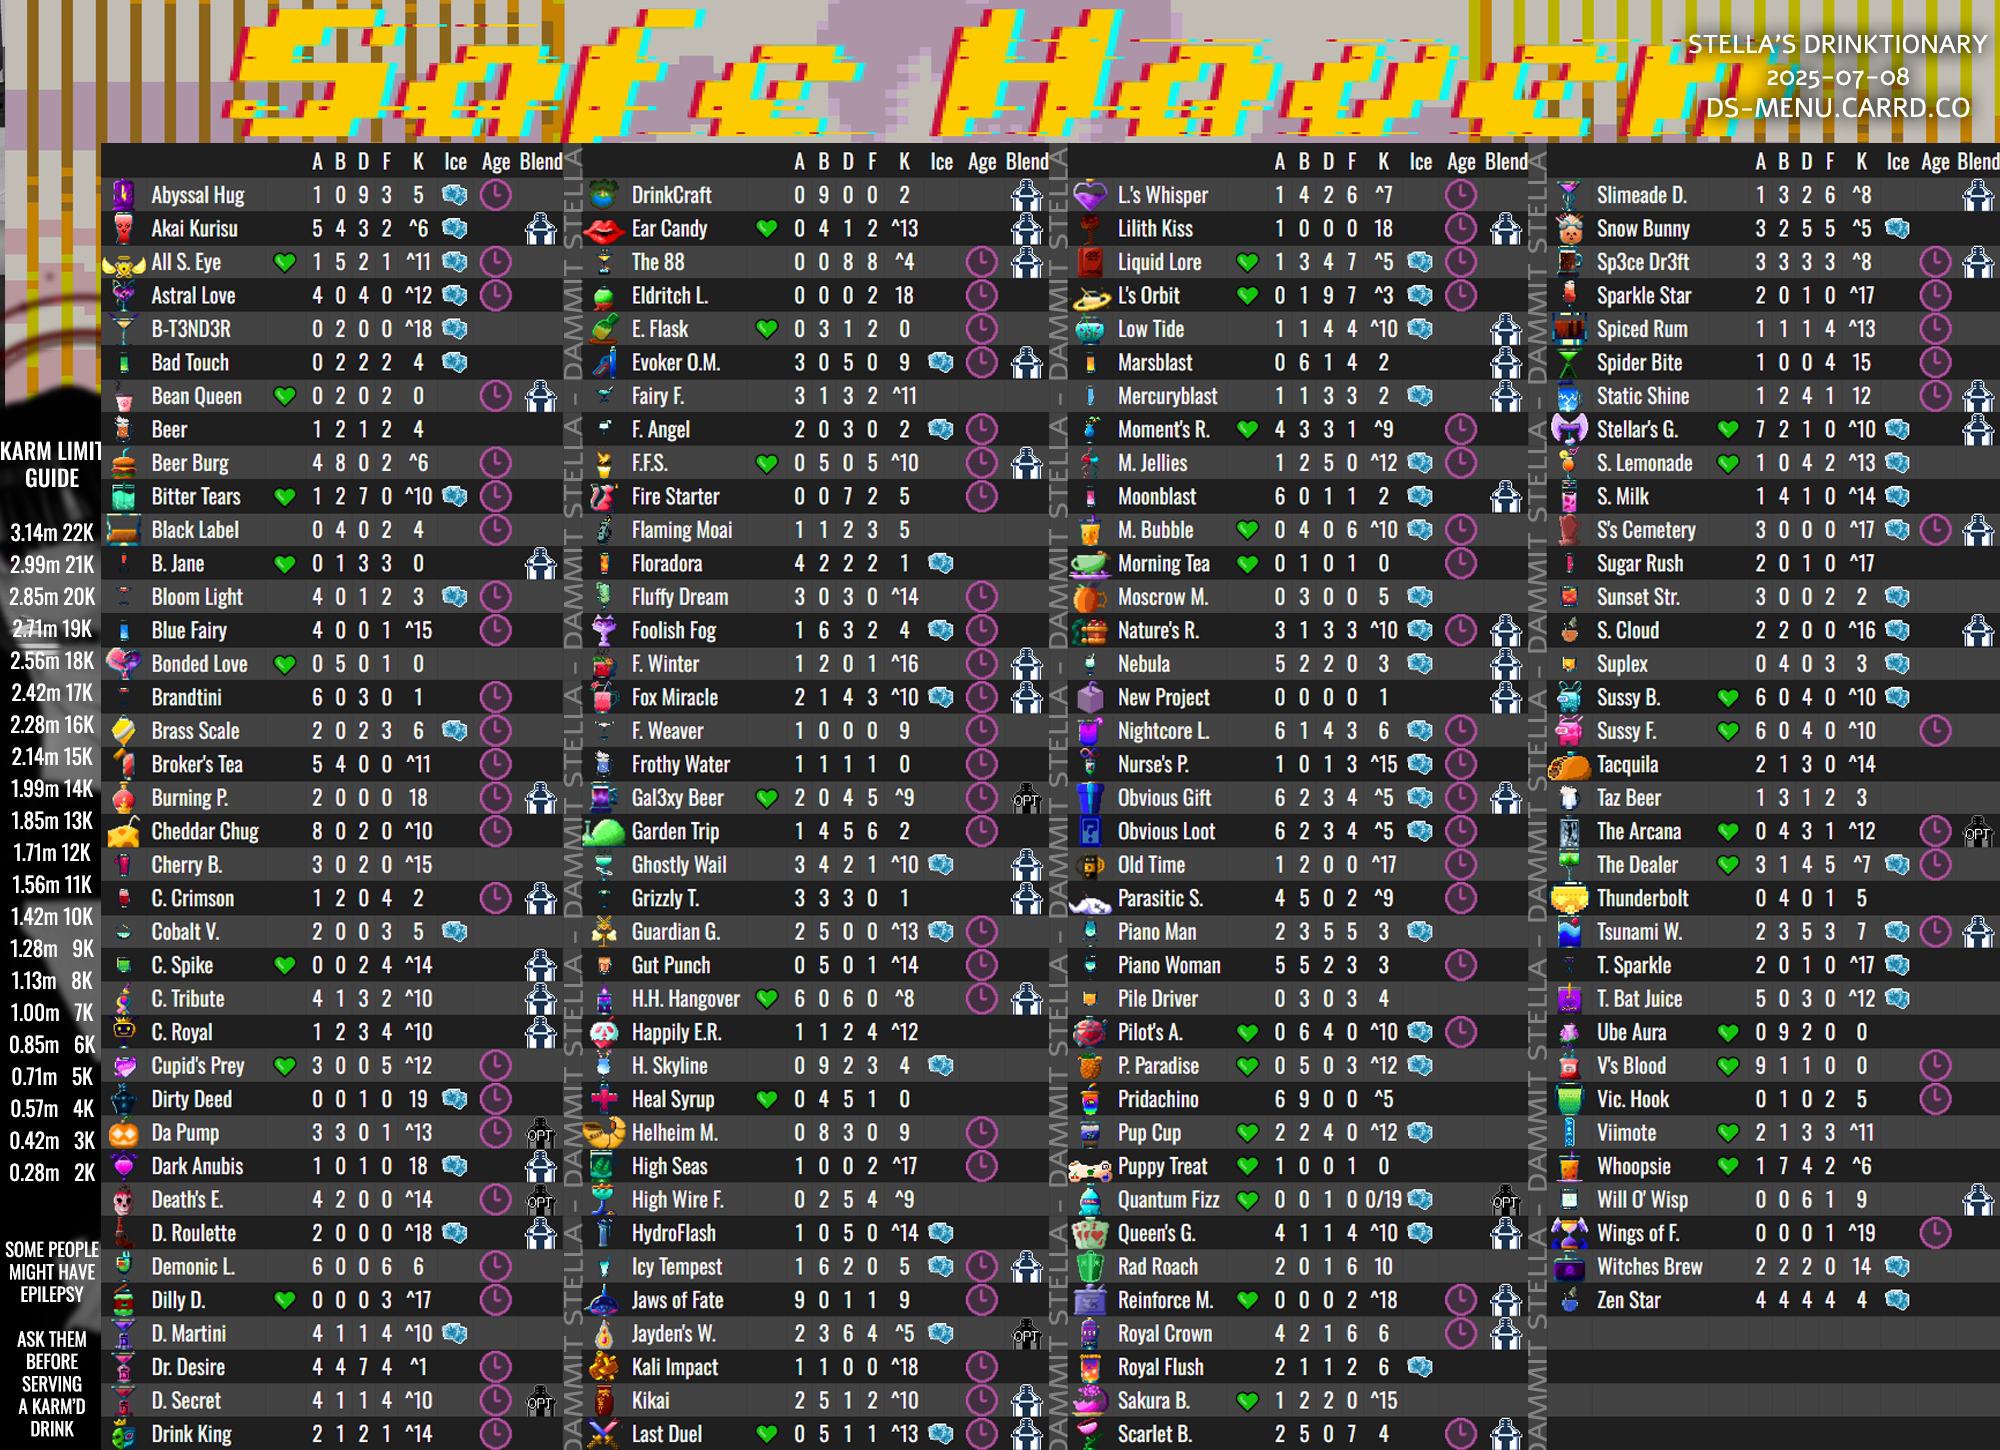 Safe Haven
STELLA'S DRINKTIONARY
2025-07-08
DS-MENU.CARRD.CO
KARM LIMIT
GUIDE
3.14m 22K
2.99m 21K
2.85m 20K
2.71m 19K
2.56m 18K
2.42m 17K
2.28m 16K
2.14m 15K
1.99m 14K
1.85m 13K
1.71m 12K
1.56m 11K
1.42m 10K
1.28m 9K
1.13m 8K
1.00m 7K
0.85m 6K
0.71m 5K
0.57m 4K
0.42m 3K
0.28m 2K
SOME PEOPLE
MIGHT HAVE
EPILEPSY
ASK THEM
BEFORE
SERVING
A KARM'D
DRINK
A B D F K Ice Age Blend
Abyssal Hug 1 0 9 3 5
Akai Kurisu 5 4 3 2 ^6
All S. Eye 1 5 2 1 ^11
Astral Love 4 0 4 0 ^12
B-T3ND3R 0 2 0 0 ^18
Bad Touch 0 2 2 2 4
Bean Queen 0 2 0 2 0
Beer 1 2 1 2 4
Beer Burg 4 8 0 2 ^6
Bitter Tears 1 2 7 0 ^10
Black Label 0 4 0 2 4
B. Jane 0 1 3 3 0
Bloom Light 4 0 1 2 3
Blue Fairy 4 0 0 1 ^15
Bonded Love 0 5 0 1 0
Brandtini 6 0 3 0 1
Brass Scale 2 0 2 3 6
Broker's Tea 5 4 0 0 ^11
Burning P. 2 0 0 0 18
Cheddar Chug 8 0 2 0 ^10
Cherry B. 3 0 2 0 ^15
C. Crimson 1 2 0 4 2
Cobalt V. 2 0 0 3 5
C. Spike 0 0 2 4 ^14
C. Tribute 4 1 3 2 ^10
C. Royal 1 2 3 4 ^10
Cupid's Prey 3 0 0 5 ^12
Dirty Deed 0 0 1 0 19
Da Pump 3 3 0 1 ^13 OPT
Dark Anubis 1 0 1 0 18
Death's E. 4 2 0 0 ^14 OPT
D. Roulette 2 0 0 0 ^18
Demonic L. 6 0 0 6 6
Dilly D. 0 0 0 3 ^17
D. Martini 4 1 1 4 ^10
Dr. Desire 4 4 7 4 ^1
D. Secret 4 1 1 4 ^10 OPT
Drink King 2 1 2 1 ^14
DAMMIT STELLA - DAMMIT STELLA - DAMMIT STELLA - DAMMIT STELLA
A B D F K Ice Age Blend
DrinkCraft 0 9 0 0 2
Ear Candy 0 4 1 2 ^13
The 88 0 0 8 8 ^4
Eldritch L. 0 0 0 2 18
E. Flask 0 3 1 2 0
Evoker O.M. 3 0 5 0 9
Fairy F. 3 1 3 2 ^11
F. Angel 2 0 3 0 2
F.F.S. 0 5 0 5 ^10
Fire Starter 0 0 7 2 5
Flaming Moai 1 1 2 3 5
Floradora 4 2 2 2 1
Fluffy Dream 3 0 3 0 ^14
Foolish Fog 1 6 3 2 4
F. Winter 1 2 0 1 ^16
Fox Miracle 2 1 4 3 ^10
F. Weaver 1 0 0 0 9
Frothy Water 1 1 1 1 0
Gal3xy Beer 2 0 4 5 ^9 OPT
Garden Trip 1 4 5 6 2
Ghostly Wail 3 4 2 1 ^10
Grizzly T. 3 3 3 0 1
Guardian G. 2 5 0 0 ^13
Gut Punch 0 5 0 1 ^14
H.H. Hangover 6 0 6 0 ^8
Happily E.R. 1 1 2 4 ^12
H. Skyline 0 9 2 3 4
Heal Syrup 0 4 5 1 0
Helheim M. 0 8 3 0 9
High Seas 1 0 0 2 ^17
High Wire F. 0 2 5 4 ^9
HydroFlash 1 0 5 0 ^14
Icy Tempest 1 6 2 0 5
Jaws of Fate 9 0 1 1 9
Jayden's W. 2 3 6 4 ^5 OPT
Kali Impact 1 1 0 0 ^18
Kikai 2 5 1 2 ^10
Last Duel 0 5 1 1 ^13
DAMMIT STELLA - DAMMIT STELLA - DAMMIT STELLA - DAMMIT STELLA
A B D F K Ice Age Blend
L.'s Whisper 1 4 2 6 ^7
Lilith Kiss 1 0 0 0 18
Liquid Lore 1 3 4 7 ^5
L's Orbit 0 1 9 7 ^3
Low Tide 1 1 4 4 ^10
Marsblast 0 6 1 4 2
Mercuryblast 1 1 3 3 2
Moment's R. 4 3 3 1 ^9
M. Jellies 1 2 5 0 ^12
Moonblast 6 0 1 1 2
M. Bubble 0 4 0 6 ^10
Morning Tea 0 1 0 1 0
Moscrow M. 0 3 0 0 5
Nature's R. 3 1 3 3 ^10
Nebula 5 2 2 0 3
New Project 0 0 0 0 1
Nightcore L. 6 1 4 3 6
Nurse's P. 1 0 1 3 ^15
Obvious Gift 6 2 3 4 ^5
Obvious Loot 6 2 3 4 ^5
Old Time 1 2 0 0 ^17
Parasitic S. 4 5 0 2 ^9
Piano Man 2 3 5 5 3
Piano Woman 5 5 2 3 3
Pile Driver 0 3 0 3 4
Pilot's A. 0 6 4 0 ^10
P. Paradise 0 5 0 3 ^12
Pridachino 6 9 0 0 ^5
Pup Cup 2 2 4 0 ^12
Puppy Treat 1 0 0 1 0
Quantum Fizz 0 0 1 0 0/19 OPT
Queen's G. 4 1 1 4 ^10
Rad Roach 2 0 1 6 10
Reinforce M. 0 0 0 2 ^18
Royal Crown 4 2 1 6 6
Royal Flush 2 1 1 2 6
Sakura B. 1 2 2 0 ^15
Scarlet B. 2 5 0 7 4
DAMMIT STELLA - DAMMIT STELLA - DAMMIT STELLA - DAMMIT STELLA
A B D F K Ice Age Blend
Slimeade D. 1 3 2 6 ^8
Snow Bunny 3 2 5 5 ^5
Sp3ce Dr3ft 3 3 3 3 ^8
Sparkle Star 2 0 1 0 ^17
Spiced Rum 1 1 1 4 ^13
Spider Bite 1 0 0 4 15
Static Shine 1 2 4 1 12
Stellar's G. 7 2 1 0 ^10
S. Lemonade 1 0 4 2 ^13
S. Milk 1 4 1 0 ^14
S's Cemetery 3 0 0 0 ^17
Sugar Rush 2 0 1 0 ^17
Sunset Str. 3 0 0 2 2
S. Cloud 2 2 0 0 ^16
Suplex 0 4 0 3 3
Sussy B. 6 0 4 0 ^10
Sussy F. 6 0 4 0 ^10
Tacquila 2 1 3 0 ^14
Taz Beer 1 3 1 2 3
The Arcana 0 4 3 1 ^12 OPT
The Dealer 3 1 4 5 ^7
Thunderbolt 0 4 0 1 5
Tsunami W. 2 3 5 3 7
T. Sparkle 2 0 1 0 ^17
T. Bat Juice 5 0 3 0 ^12
Ube Aura 0 9 2 0 0
V's Blood 9 1 1 0 0
Vic. Hook 0 1 0 2 5
Viimote 2 1 3 3 ^11
Whoopsie 1 7 4 2 ^6
Will O' Wisp 0 0 6 1 9
Wings of F. 0 0 0 1 ^19
Witches Brew 2 2 2 0 14
Zen Star 4 4 4 4 4